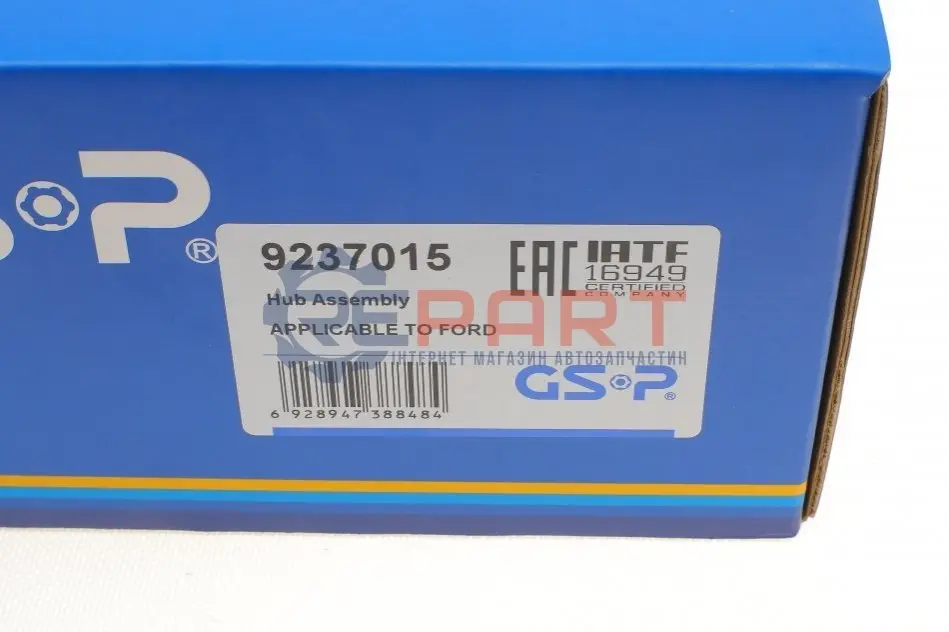 GS●P®
9237015
EAC
IATF
16949
CERTIFIED
COMPANY
Hub Assembly
APPLICABLE TO FORD
REPART
ІНТЕРНЕТ МАГАЗИН АВТОЗАПЧАСТИН
6 928947 388484
GS●P®